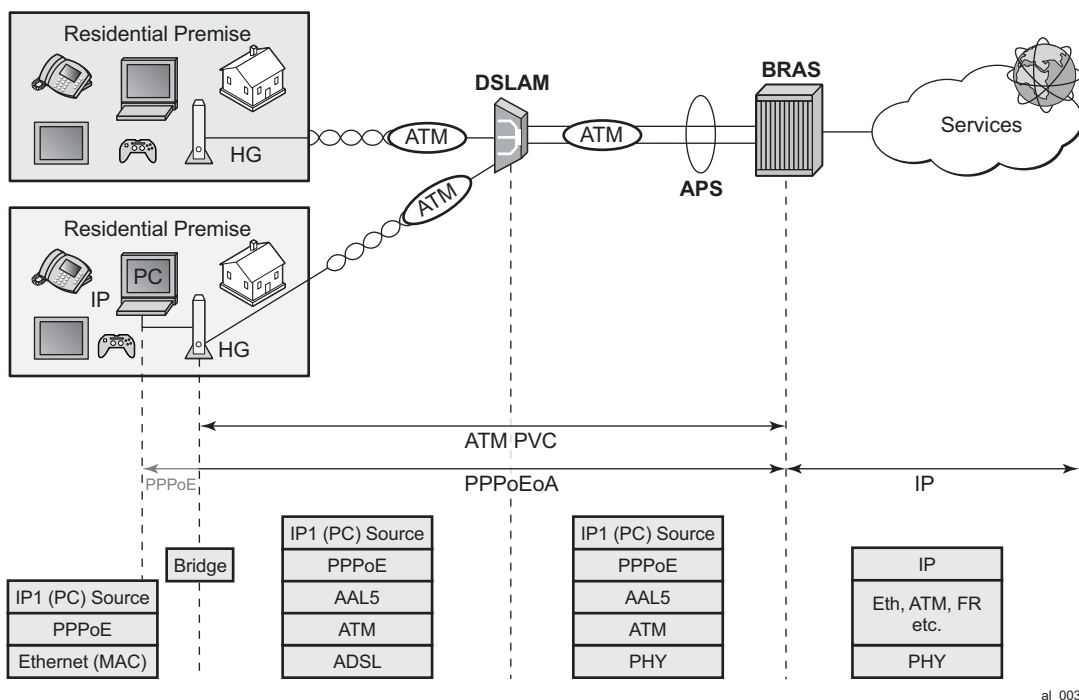 Residential Premise
HG
ATM
DSLAM
ATM
APS
BRAS
Services
Residential Premise
PC
IP
HG
ATM
ATM PVC
PPPoE
PPPoEoA
IP
IP1 (PC) Source
PPPoE
Ethernet (MAC)
Bridge
IP1 (PC) Source
PPPoE
AAL5
ATM
ADSL
IP1 (PC) Source
PPPoE
AAL5
ATM
PHY
IP
Eth, ATM, FR
etc.
PHY
al_003